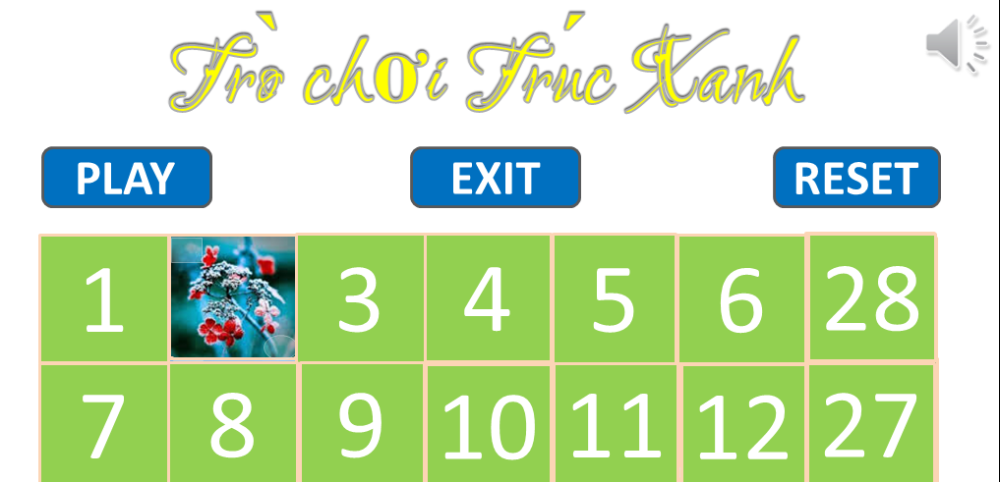 Trò chơi Trúc Xanh
PLAY EXIT RESET
1 3 4 5 6 28
7 8 9 10 11 12 27